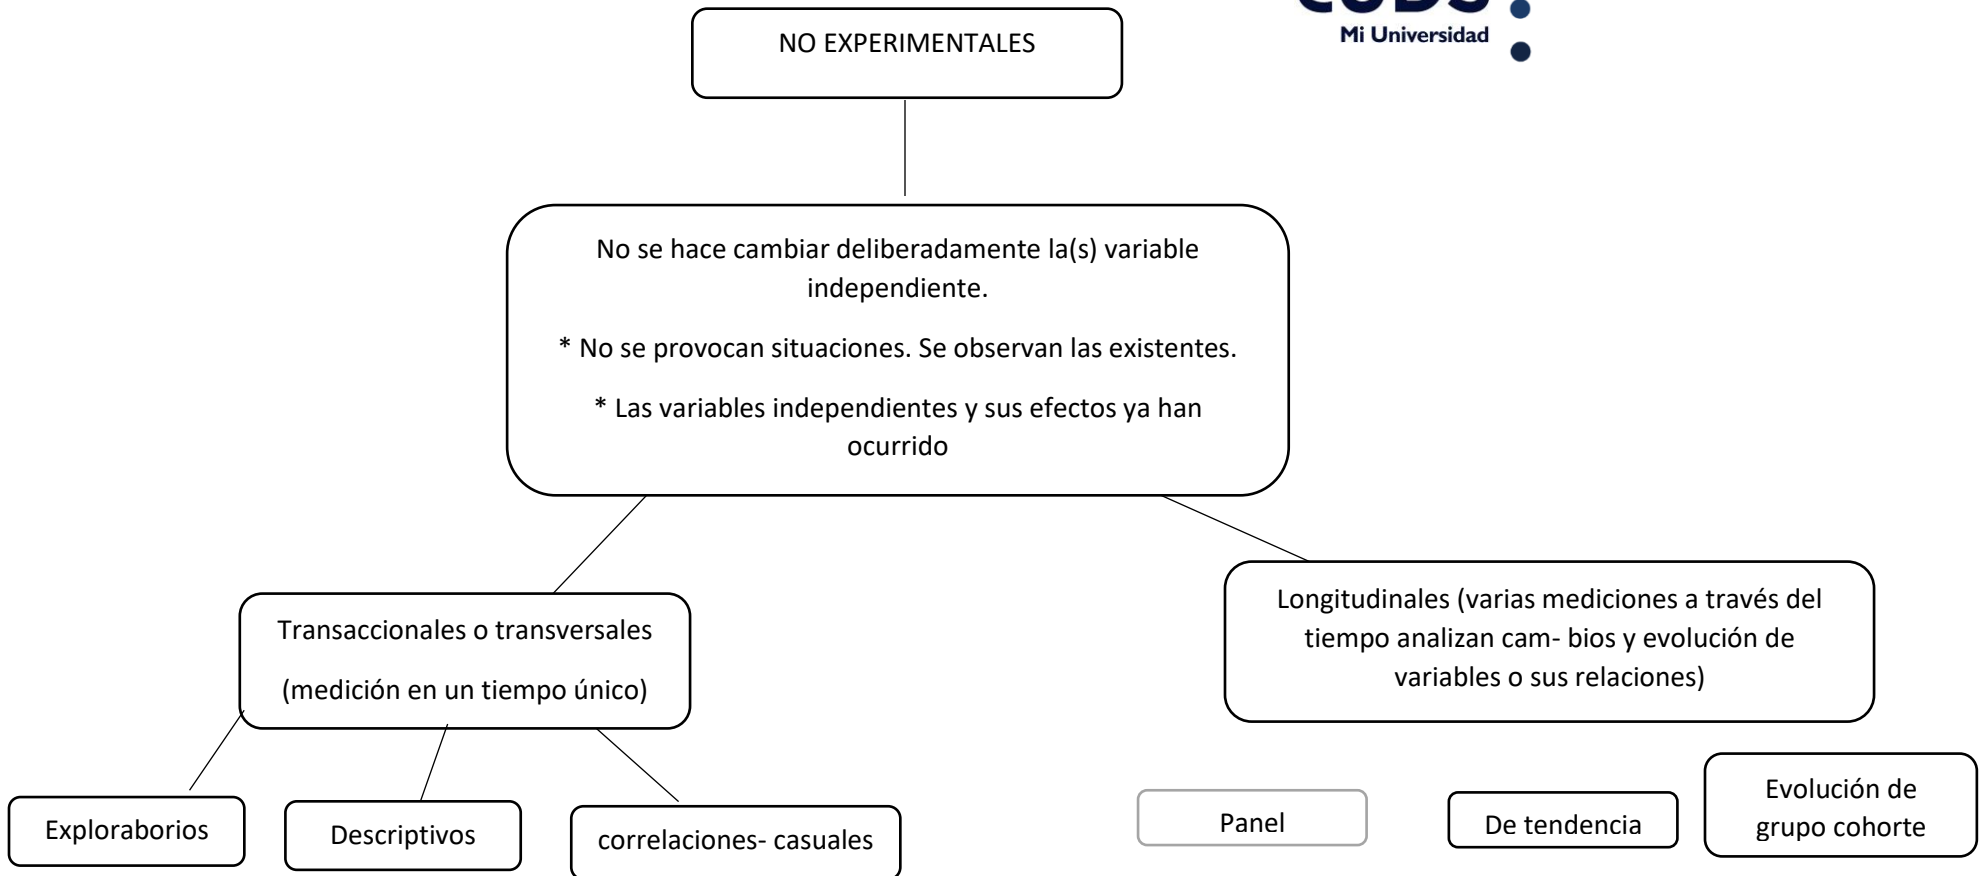 Mi Universidad
NO EXPERIMENTALES
No se hace cambiar deliberadamente la(s) variable
independiente.
* No se provocan situaciones. Se observan las existentes.
* Las variables independientes y sus efectos ya han
ocurrido
Transaccionales o transversales
(medición en un tiempo único)
Longitudinales (varias mediciones a través del
tiempo analizan cam- bios y evolución de
variables o sus relaciones)
Exploraborios
Descriptivos
correlaciones- casuales
Panel
De tendencia
Evolución de
grupo cohorte